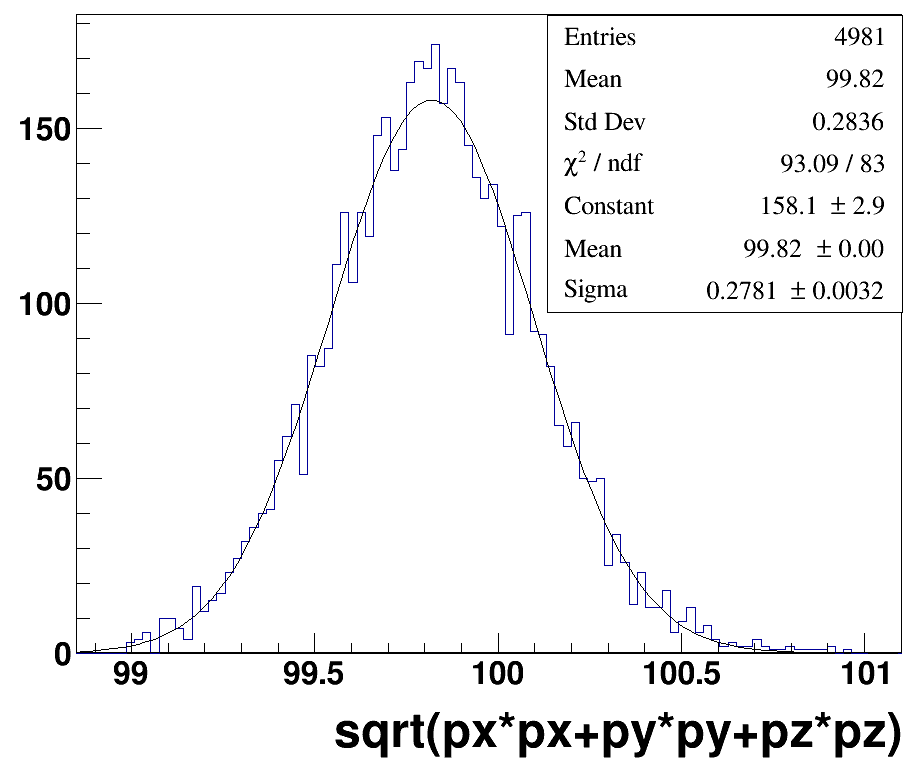 Entries 4981
Mean 99.82
Std Dev 0.2836
χ² / ndf 93.09 / 83
Constant 158.1 ± 2.9
Mean 99.82 ± 0.00
Sigma 0.2781 ± 0.0032
150
100
50
0
99 99.5 100 100.5 101
sqrt(px*px+py*py+pz*pz)